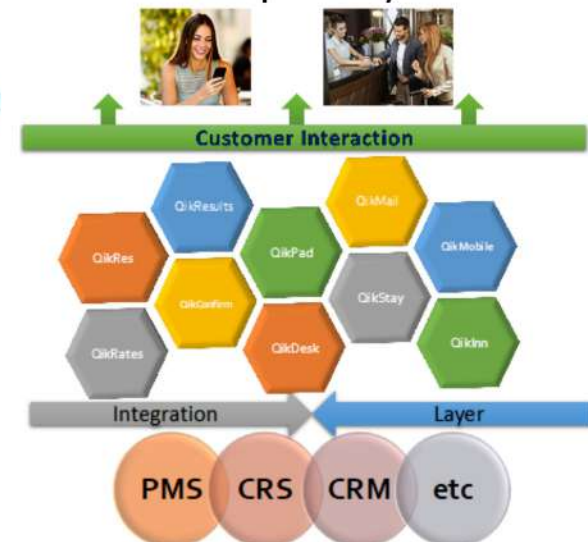 Customer Interaction
QikResults
QikMail
QikRes
QikPad
QikMobile
QikConfirm
QikStay
QikRates
QikDesk
QikInn
Integration Layer
PMS CRS CRM etc